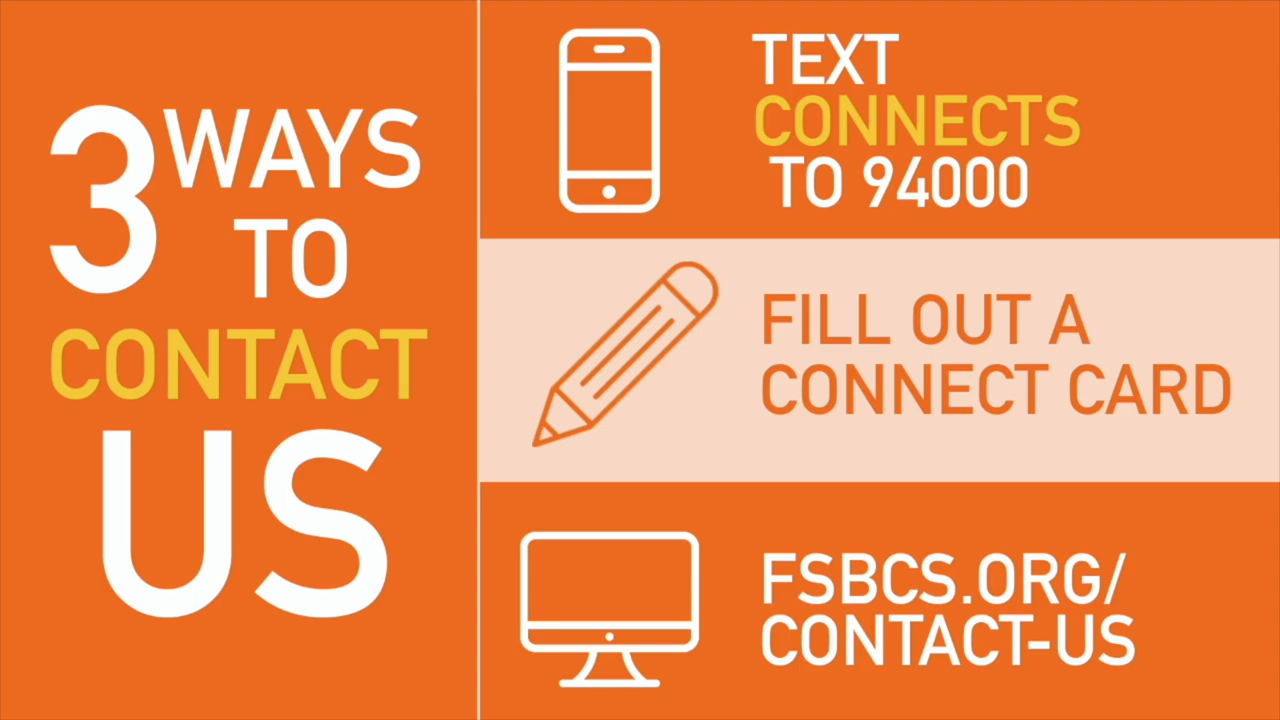 3 WAYS
TO
CONTACT
US
TEXT
CONNECTS
TO 94000
FILL OUT A
CONNECT CARD
FSBCS.ORG/
CONTACT-US